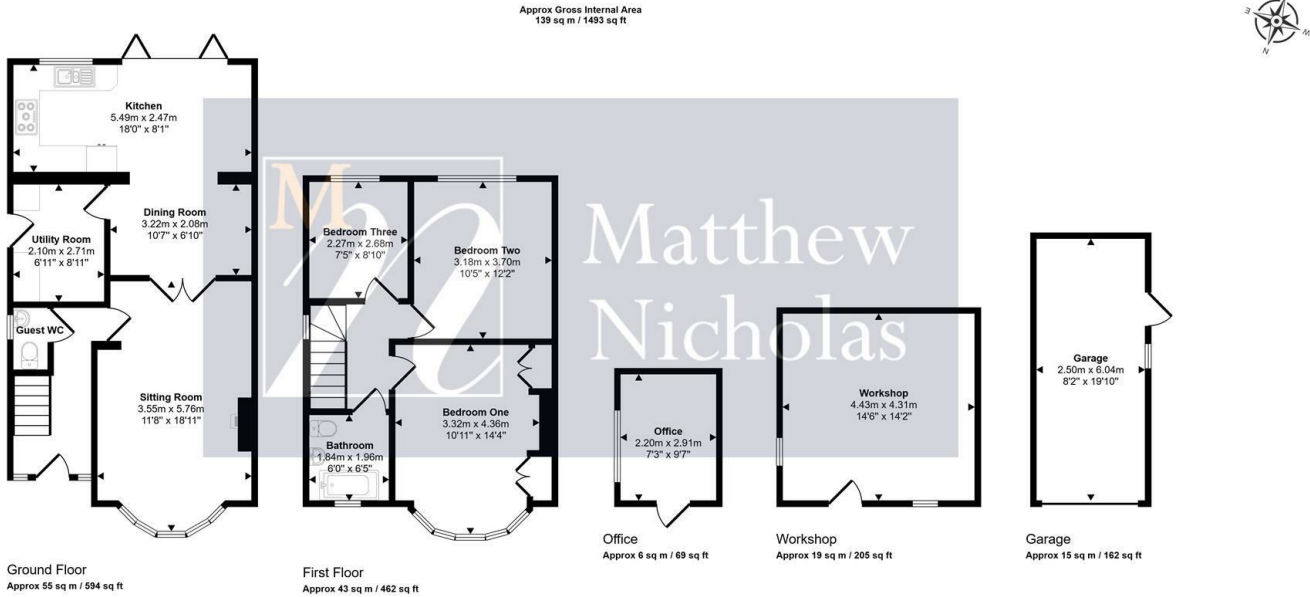 Approx Gross Internal Area
139 sq m / 1493 sq ft
E
W
N
Kitchen
5.49m x 2.47m
18'0" x 8'1"
Dining Room
3.22m x 2.08m
10'7" x 6'10"
Utility Room
2.10m x 2.71m
6'11" x 8'11"
Guest WC
Sitting Room
3.55m x 5.76m
11'8" x 18'11"
Ground Floor
Approx 55 sq m / 594 sq ft
M
n
Matthew
Nicholas
Bedroom Three
2.27m x 2.68m
7'5" x 8'10"
Bedroom Two
3.18m x 3.70m
10'5" x 12'2"
Bedroom One
3.32m x 4.36m
10'11" x 14'4"
Bathroom
1.84m x 1.96m
6'0" x 6'5"
First Floor
Approx 43 sq m / 462 sq ft
Office
2.20m x 2.91m
7'3" x 9'7"
Office
Approx 6 sq m / 69 sq ft
Workshop
4.43m x 4.31m
14'6" x 14'2"
Workshop
Approx 19 sq m / 205 sq ft
Garage
2.50m x 6.04m
8'2" x 19'10"
Garage
Approx 15 sq m / 162 sq ft